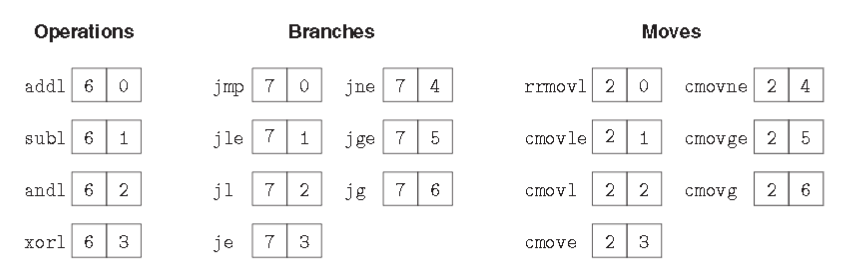 Operations Branches Moves
addl 6 0 jmp 7 0 jne 7 4 rrmovl 2 0 cmovne 2 4
subl 6 1 jle 7 1 jge 7 5 cmovle 2 1 cmovge 2 5
andl 6 2 jl 7 2 jg 7 6 cmovl 2 2 cmovg 2 6
xorl 6 3 je 7 3 cmove 2 3